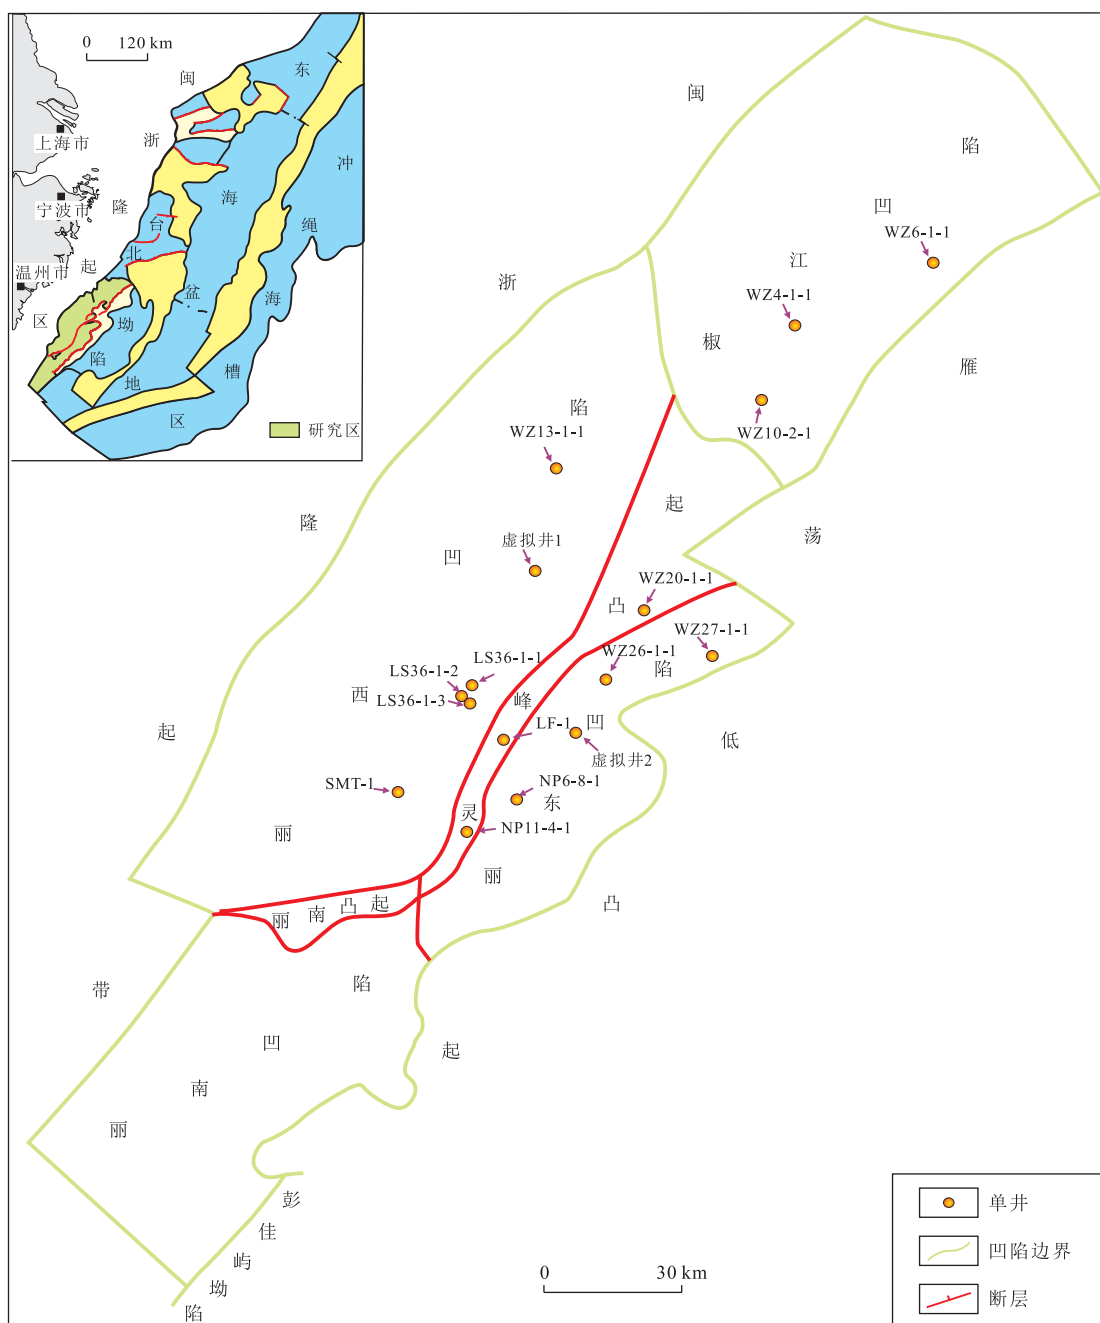 0 120 km
上海市
宁波市
温州市
闽浙隆起区
东海盆地
冲绳海槽区
台北坳陷
研究区
闽浙隆起带
椒江凹陷
雁荡低凸起
丽西凹陷
灵峰凸起
丽东凹陷
丽南凸起
丽南凹陷
彭佳屿坳陷
WZ6-1-1
WZ4-1-1
WZ10-2-1
WZ13-1-1
虚拟井1
WZ20-1-1
WZ27-1-1
WZ26-1-1
LS36-1-1
LS36-1-2
LS36-1-3
LF-1
虚拟井2
SMT-1
NP6-8-1
NP11-4-1
0 30 km
单井
凹陷边界
断层